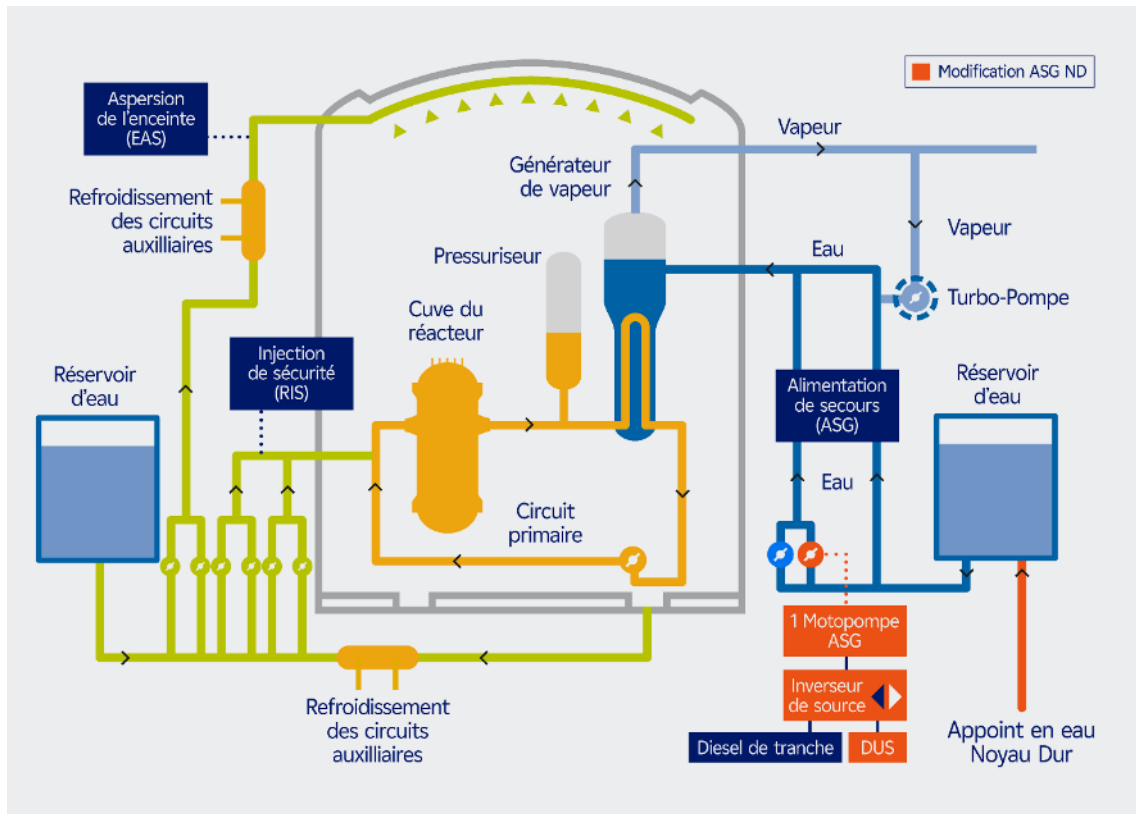 Modification ASG ND
Aspersion
de l'enceinte
(EAS)
Vapeur
Générateur
de vapeur
Refroidissement
des circuits
auxilliaires
Vapeur
Eau
Pressuriseur
Turbo-Pompe
Cuve du
réacteur
Injection
de sécurité
(RIS)
Réservoir
d'eau
Alimentation
de secours
(ASG)
Réservoir
d'eau
Eau
Circuit
primaire
1 Motopompe
ASG
Inverseur
de source
Refroidissement
des circuits
auxilliaires
Diesel de tranche
DUS
Appoint en eau
Noyau Dur